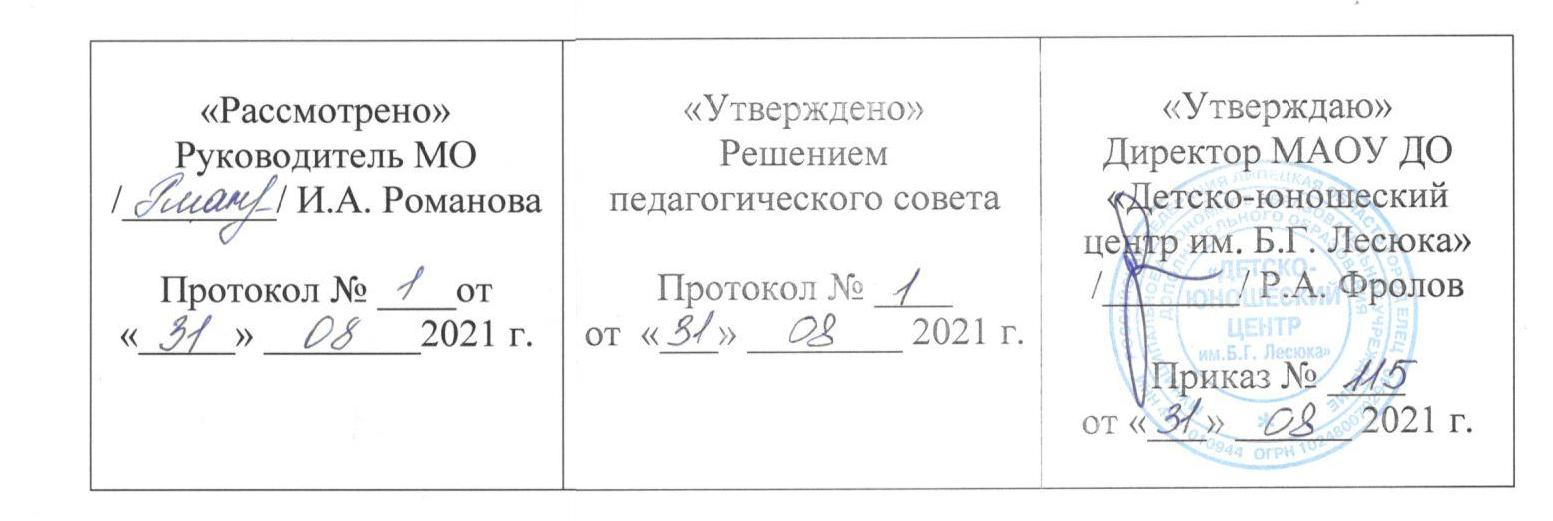 «Рассмотрено»
Руководитель МО
/ / И.А. Романова
Протокол № 1 от
«31» 08 2021 г.
«Утверждено»
Решением
педагогического совета
Протокол № 1
от «31» 08 2021 г.
«Утверждаю»
Директор МАОУ ДО
«Детско-юношеский
центр им. Б.Г. Лесюка»
/ / Р.А. Фролов
Приказ № 115
от «31» 08 2021 г.
«ДЕТСКО-
ЮНОШЕСКИЙ
ЦЕНТР
им.Б.Г. Лесюка»